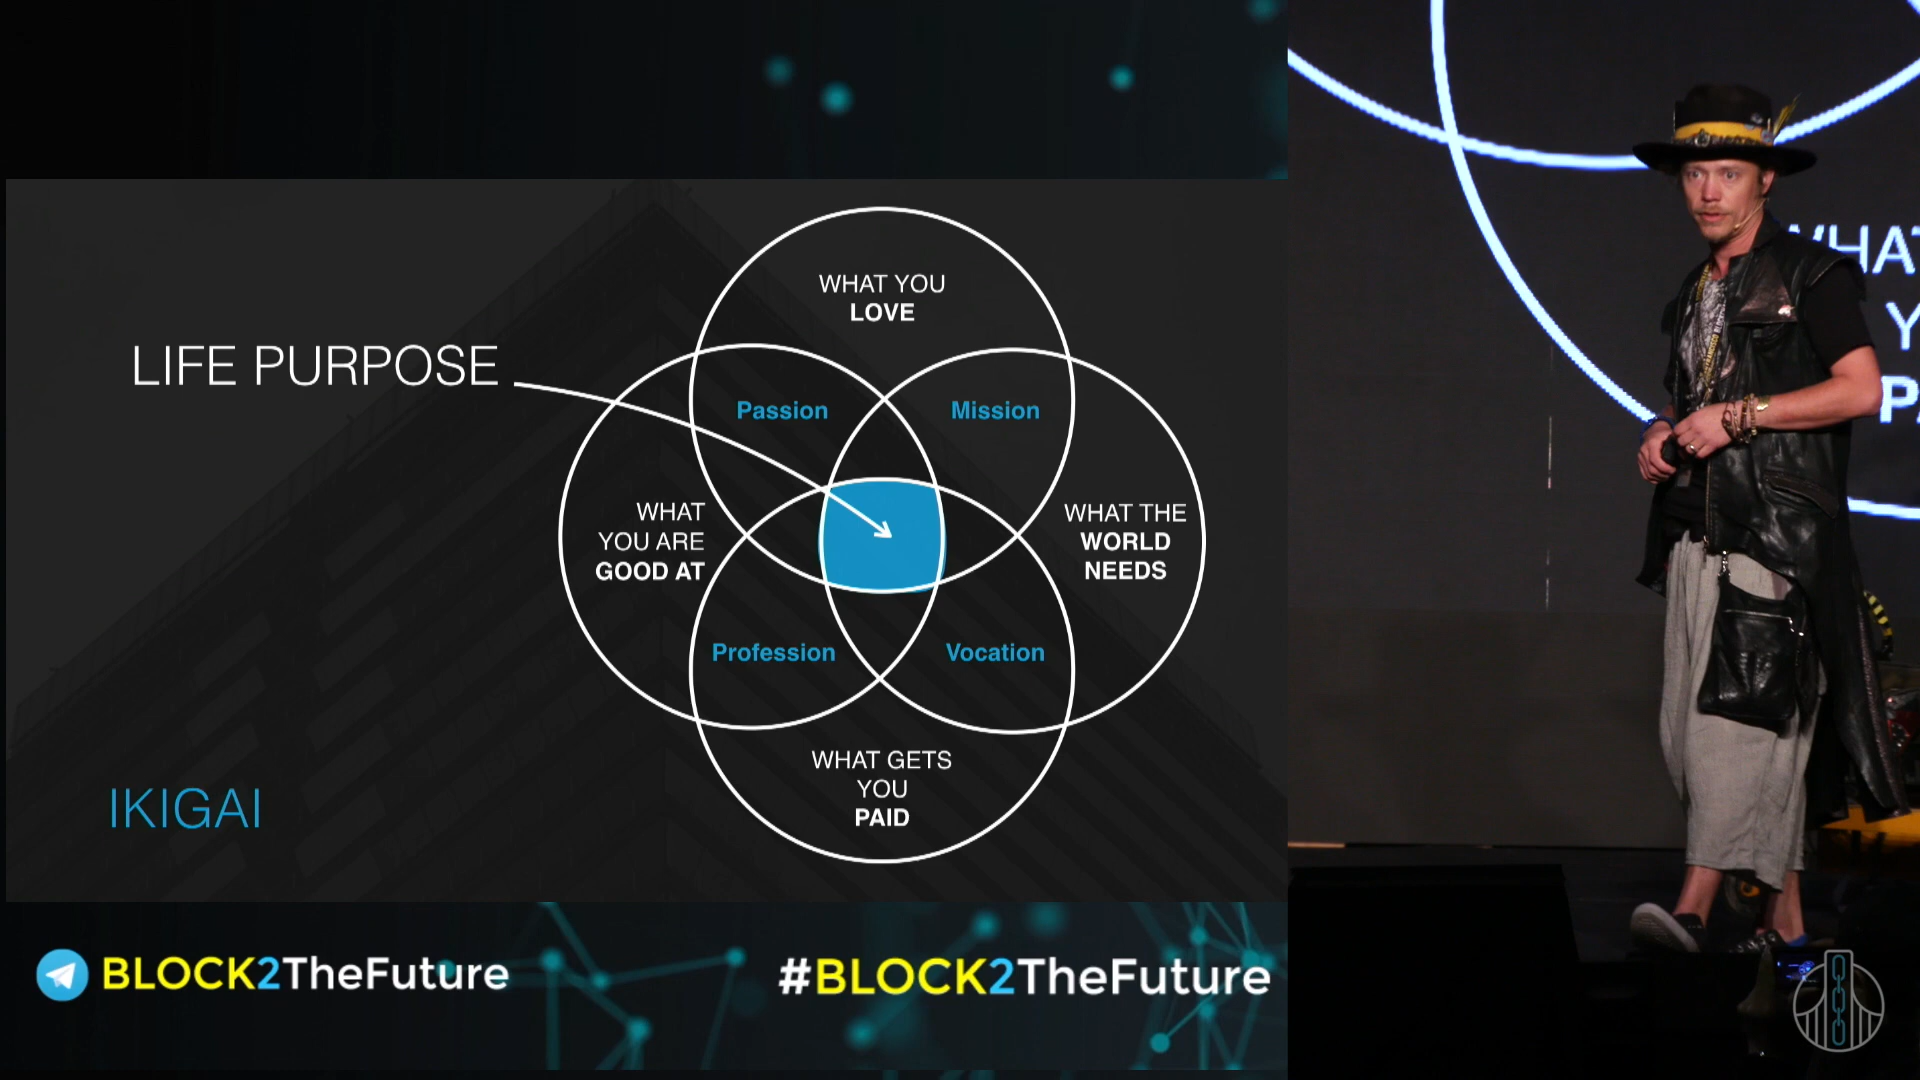 LIFE PURPOSE
WHAT YOU
LOVE
Passion
Mission
WHAT
YOU ARE
GOOD AT
WHAT THE
WORLD
NEEDS
Profession
Vocation
WHAT GETS
YOU
PAID
IKIGAI
BLOCK2TheFuture
#BLOCK2TheFuture